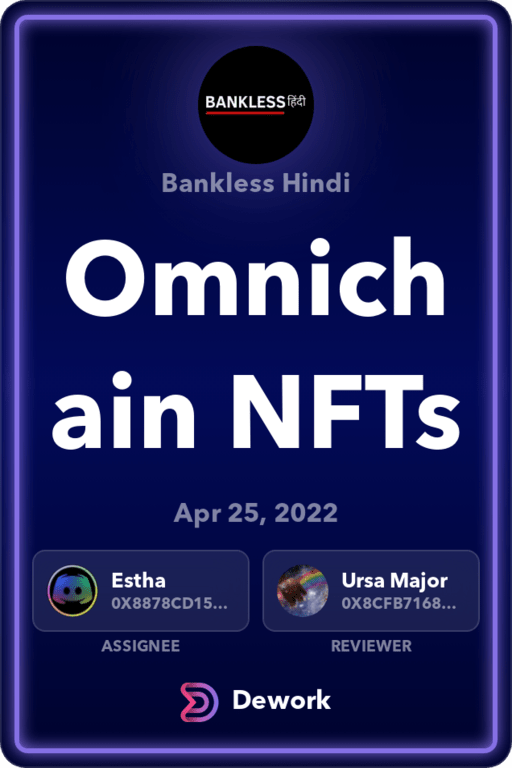 BANKLESS हिंदी
Bankless Hindi
Omnich
ain NFTs
Apr 25, 2022
Estha
0X8878CD15...
ASSIGNEE
Ursa Major
0X8CFB7168...
REVIEWER
Dework